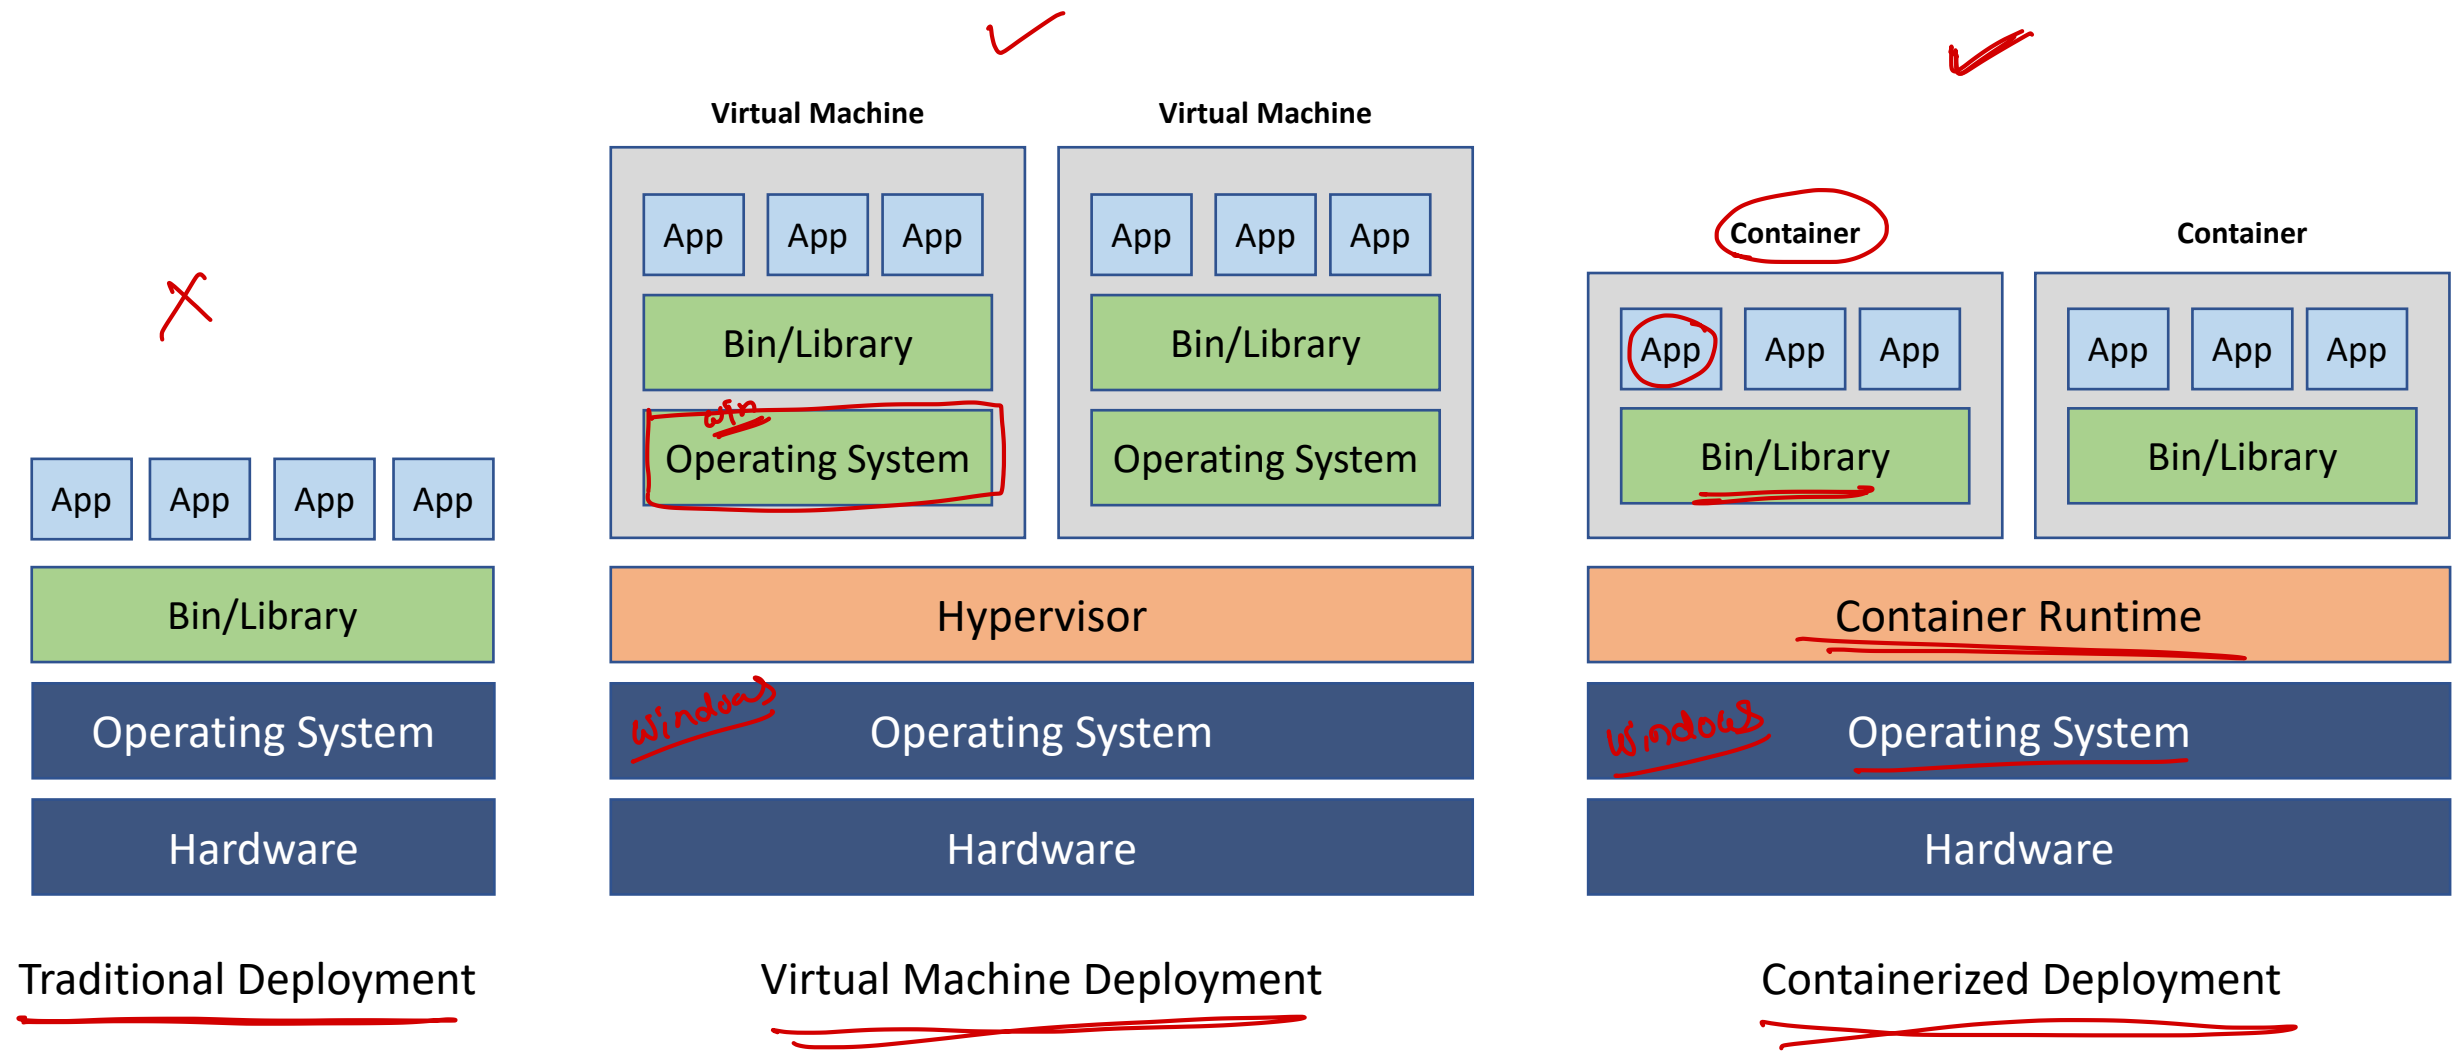 Virtual Machine
Virtual Machine
App App App
App App App
Container
Container
Bin/Library
Bin/Library
App App App
App App App
win
Operating System
Operating System
Bin/Library
Bin/Library
App App App App
Bin/Library
Hypervisor
Container Runtime
Operating System
Windows Operating System
Windows Operating System
Hardware
Hardware
Hardware
Traditional Deployment
Virtual Machine Deployment
Containerized Deployment